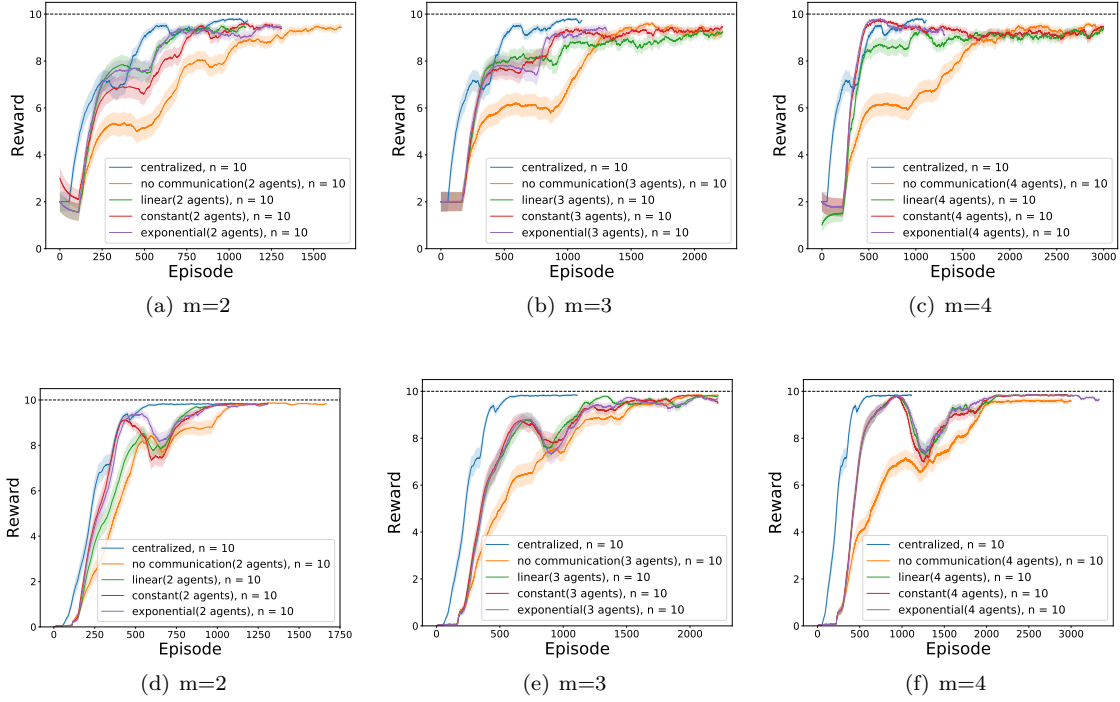 10
8
6
4
2
0
Reward
centralized, n = 10
no communication(2 agents), n = 10
linear(2 agents), n = 10
constant(2 agents), n = 10
exponential(2 agents), n = 10
0 250 500 750 1000 1250 1500
Episode
(a) m=2
10
8
6
4
2
0
Reward
centralized, n = 10
no communication(3 agents), n = 10
linear(3 agents), n = 10
constant(3 agents), n = 10
exponential(3 agents), n = 10
0 500 1000 1500 2000
Episode
(b) m=3
10
8
6
4
2
0
Reward
centralized, n = 10
no communication(4 agents), n = 10
linear(4 agents), n = 10
constant(4 agents), n = 10
exponential(4 agents), n = 10
0 500 1000 1500 2000 2500 3000
Episode
(c) m=4
10
8
6
4
2
0
Reward
centralized, n = 10
no communication(2 agents), n = 10
linear(2 agents), n = 10
constant(2 agents), n = 10
exponential(2 agents), n = 10
0 250 500 750 1000 1250 1500 1750
Episode
(d) m=2
10
8
6
4
2
0
Reward
centralized, n = 10
no communication(3 agents), n = 10
linear(3 agents), n = 10
constant(3 agents), n = 10
exponential(3 agents), n = 10
0 500 1000 1500 2000
Episode
(e) m=3
10
8
6
4
2
0
Reward
centralized, n = 10
no communication(4 agents), n = 10
linear(4 agents), n = 10
constant(4 agents), n = 10
exponential(4 agents), n = 10
0 500 1000 1500 2000 2500 3000
Episode
(f) m=4